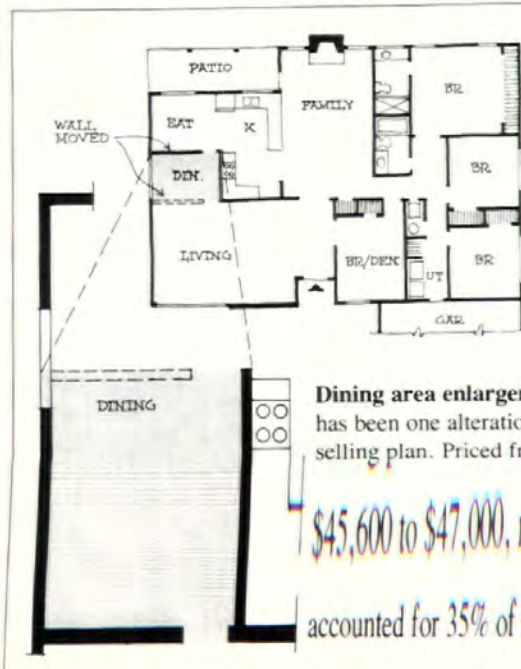 PATIO
FAMILY
BR
EAT
K
WALL
MOVED
DIN.
BR
LIVING
BR/DEN
UT
BR
GAR
DINING
Dining area enlarge
has been one alteratio
selling plan. Priced fr
$45,600 to $47,000,
accounted for 35% of